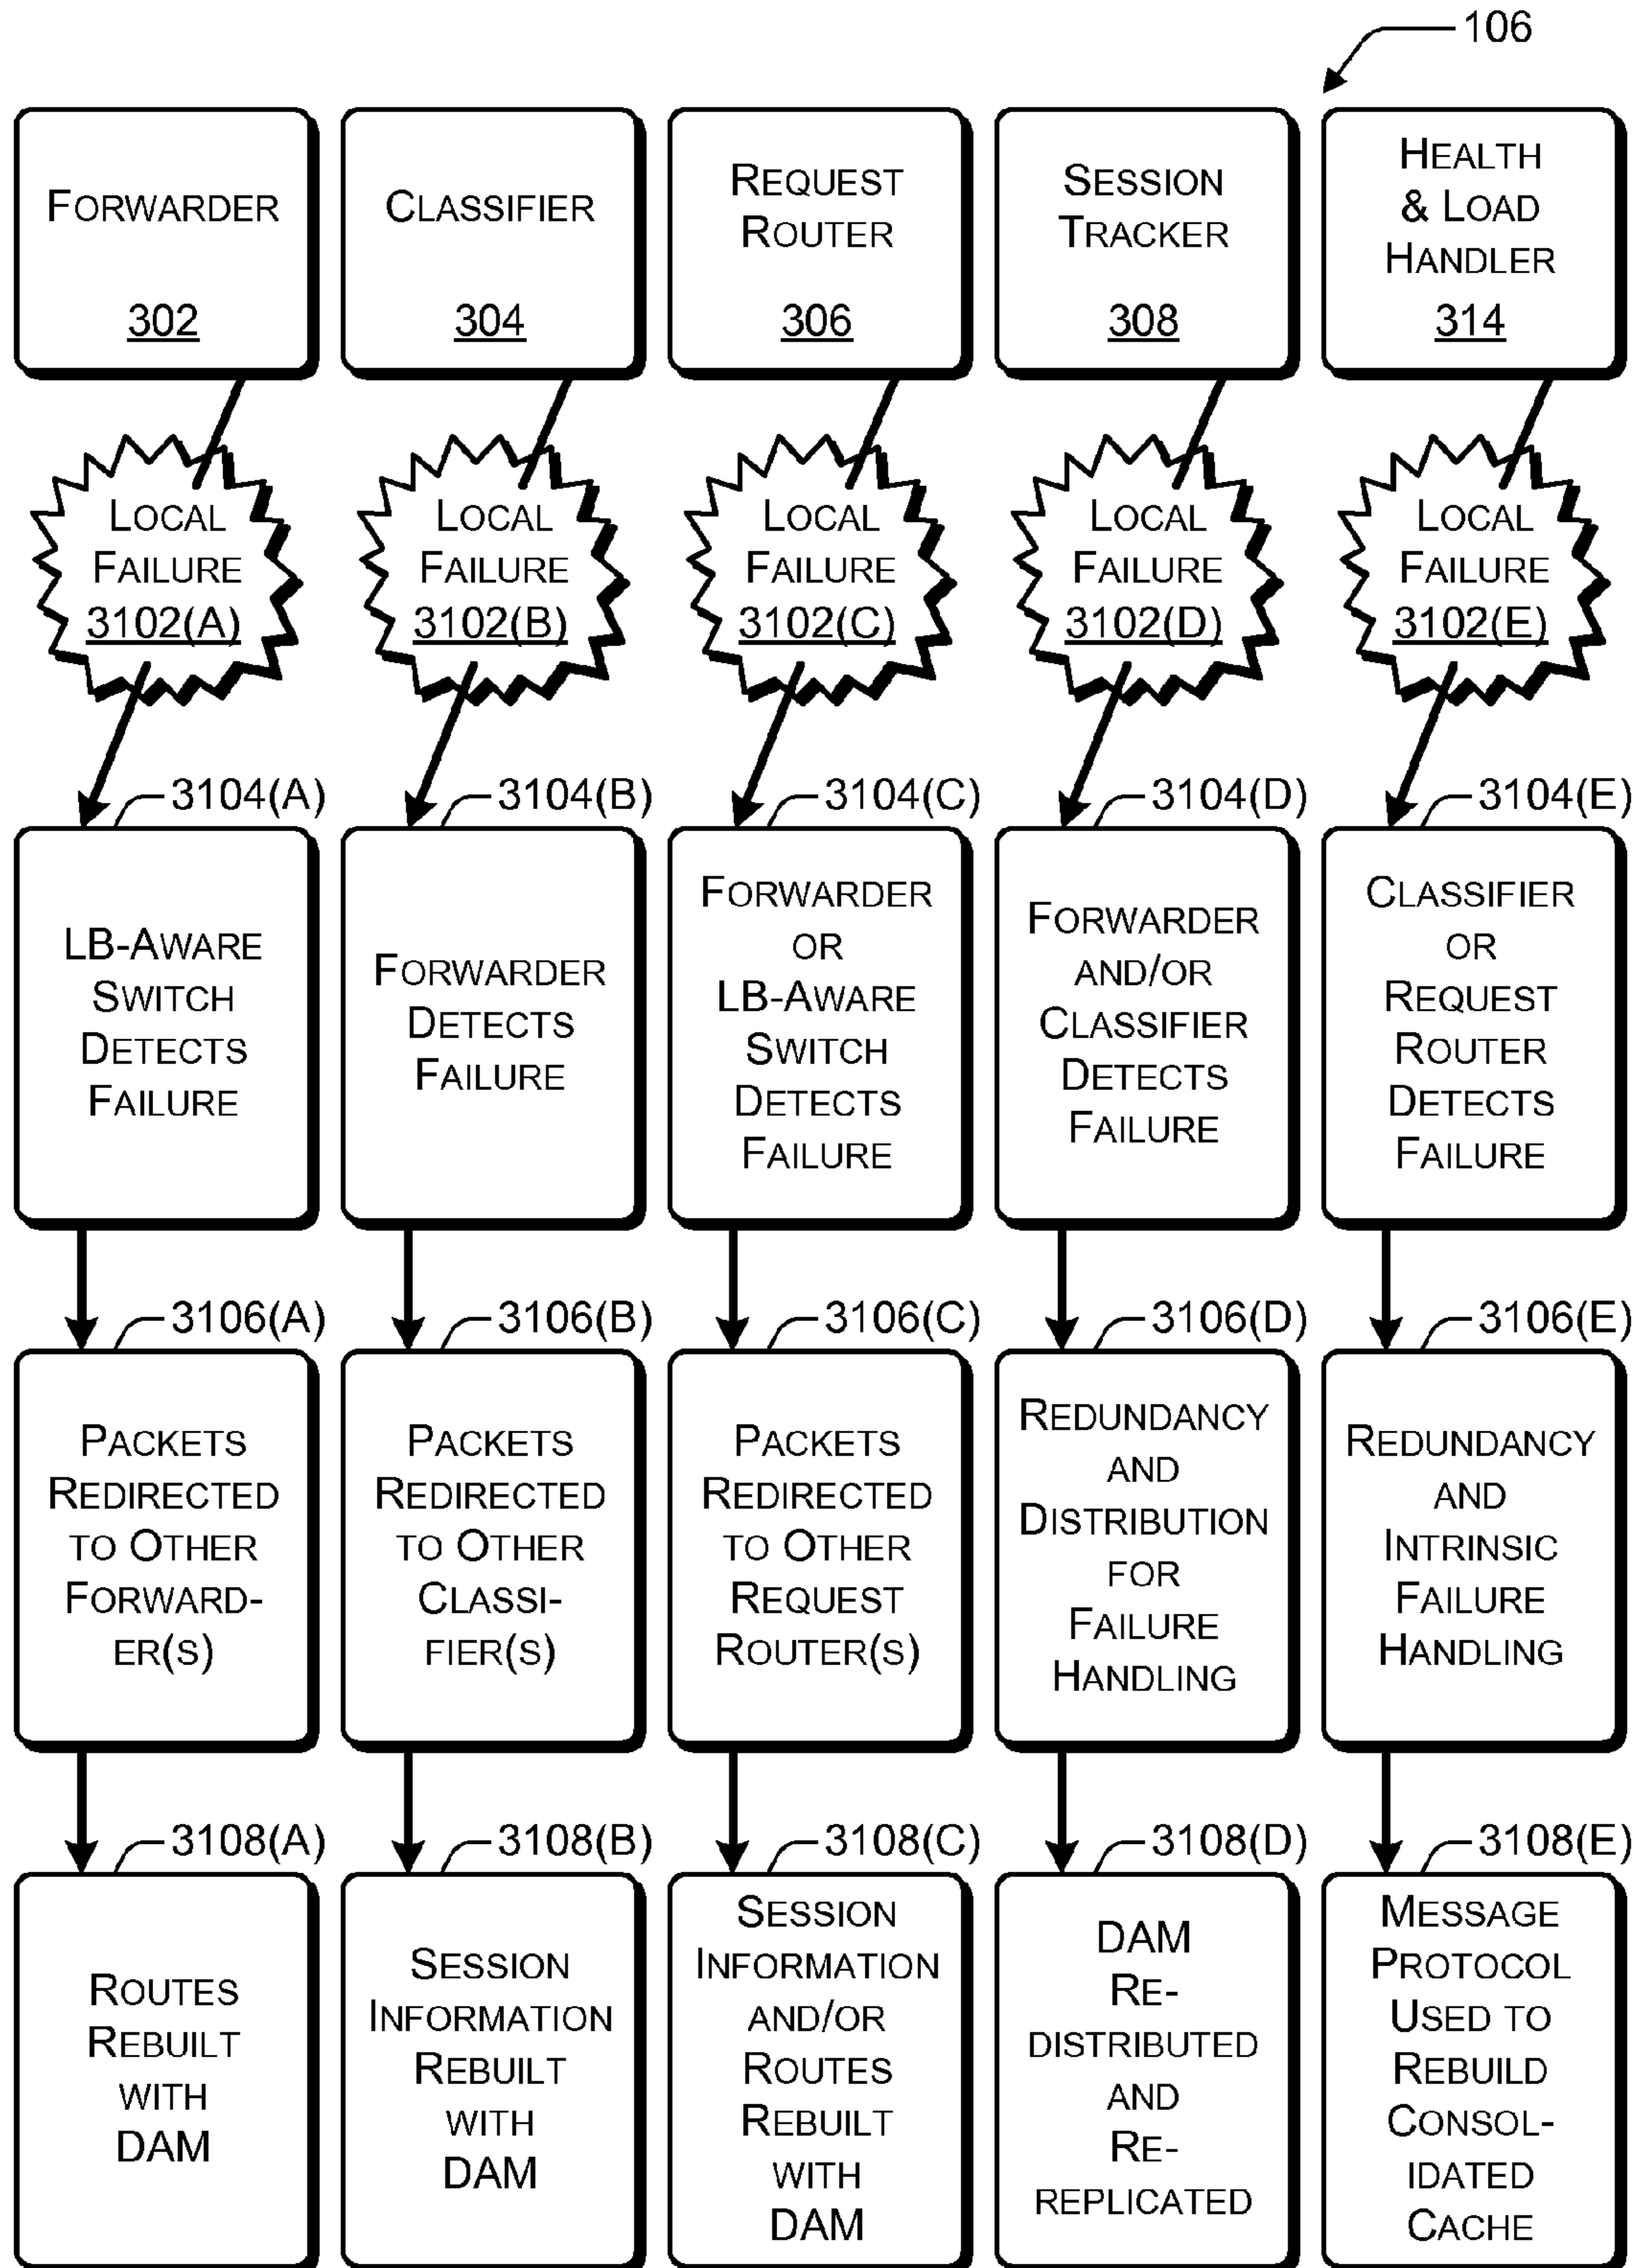 106
FORWARDER
302
CLASSIFIER
304
REQUEST
ROUTER
306
SESSION
TRACKER
308
HEALTH
& LOAD
HANDLER
314
LOCAL
FAILURE
3102(A)
LOCAL
FAILURE
3102(B)
LOCAL
FAILURE
3102(C)
LOCAL
FAILURE
3102(D)
LOCAL
FAILURE
3102(E)
3104(A)
LB-AWARE
SWITCH
DETECTS
FAILURE
3104(B)
FORWARDER
DETECTS
FAILURE
3104(C)
FORWARDER
OR
LB-AWARE
SWITCH
DETECTS
FAILURE
3104(D)
FORWARDER
AND/OR
CLASSIFIER
DETECTS
FAILURE
3104(E)
CLASSIFIER
OR
REQUEST
ROUTER
DETECTS
FAILURE
3106(A)
PACKETS
REDIRECTED
TO OTHER
FORWARD-
ER(S)
3106(B)
PACKETS
REDIRECTED
TO OTHER
CLASSI-
FIER(S)
3106(C)
PACKETS
REDIRECTED
TO OTHER
REQUEST
ROUTER(S)
3106(D)
REDUNDANCY
AND
DISTRIBUTION
FOR
FAILURE
HANDLING
3106(E)
REDUNDANCY
AND
INTRINSIC
FAILURE
HANDLING
3108(A)
ROUTES
REBUILT
WITH
DAM
3108(B)
SESSION
INFORMATION
REBUILT
WITH
DAM
3108(C)
SESSION
INFORMATION
AND/OR
ROUTES
REBUILT
WITH
DAM
3108(D)
DAM
RE-
DISTRIBUTED
AND
RE-
REPLICATED
3108(E)
MESSAGE
PROTOCOL
USED TO
REBUILD
CONSOL-
IDATED
CACHE